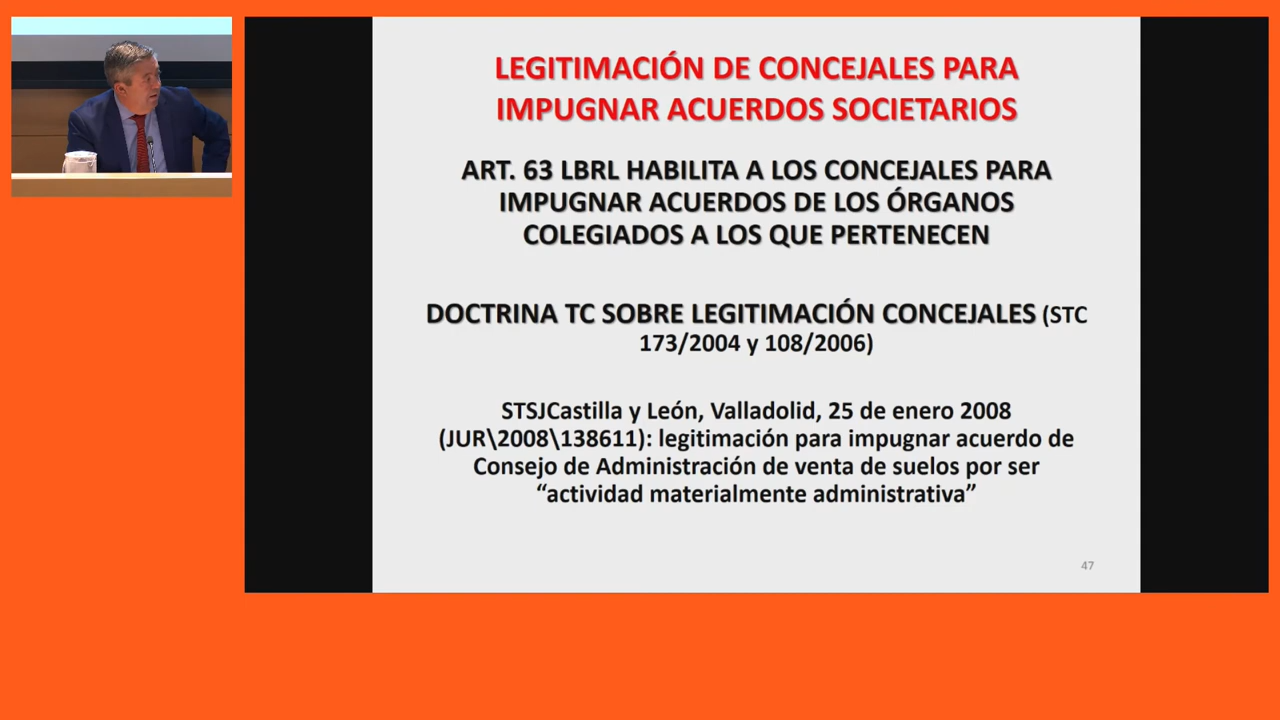 LEGITIMACIÓN DE CONCEJALES PARA
IMPUGNAR ACUERDOS SOCIETARIOS
ART. 63 LBRL HABILITA A LOS CONCEJALES PARA
IMPUGNAR ACUERDOS DE LOS ÓRGANOS
COLEGIADOS A LOS QUE PERTENECEN
DOCTRINA TC SOBRE LEGITIMACIÓN CONCEJALES (STC
173/2004 y 108/2006)
STSJCastilla y León, Valladolid, 25 de enero 2008
(JUR\2008\138611): legitimación para impugnar acuerdo de
Consejo de Administración de venta de suelos por ser
“actividad materialmente administrativa”
47